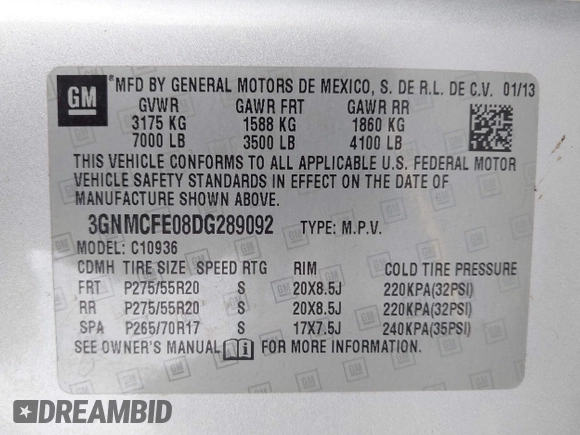 GM
*MFD BY GENERAL MOTORS DE MEXICO, S. DE R.L. DE C.V. 01/13
GVWR GAWR FRT GAWR RR
3175 KG 1588 KG 1860 KG
7000 LB 3500 LB 4100 LB
THIS VEHICLE CONFORMS TO ALL APPLICABLE U.S. FEDERAL MOTOR
VEHICLE SAFETY STANDARDS IN EFFECT ON THE DATE OF
MANUFACTURE SHOWN ABOVE.
3GNMCFE08DG289092 TYPE: M.P.V.
MODEL: C10936
CDMH TIRE SIZE SPEED RTG RIM COLD TIRE PRESSURE
FRT P275/55R20 S 20X8.5J 220KPA(32PSI)
RR P275/55R20 S 20X8.5J 220KPA(32PSI)
SPA P265/70R17 S 17X7.5J 240KPA(35PSI)
SEE OWNER'S MANUAL i FOR MORE INFORMATION.
DREAMBID